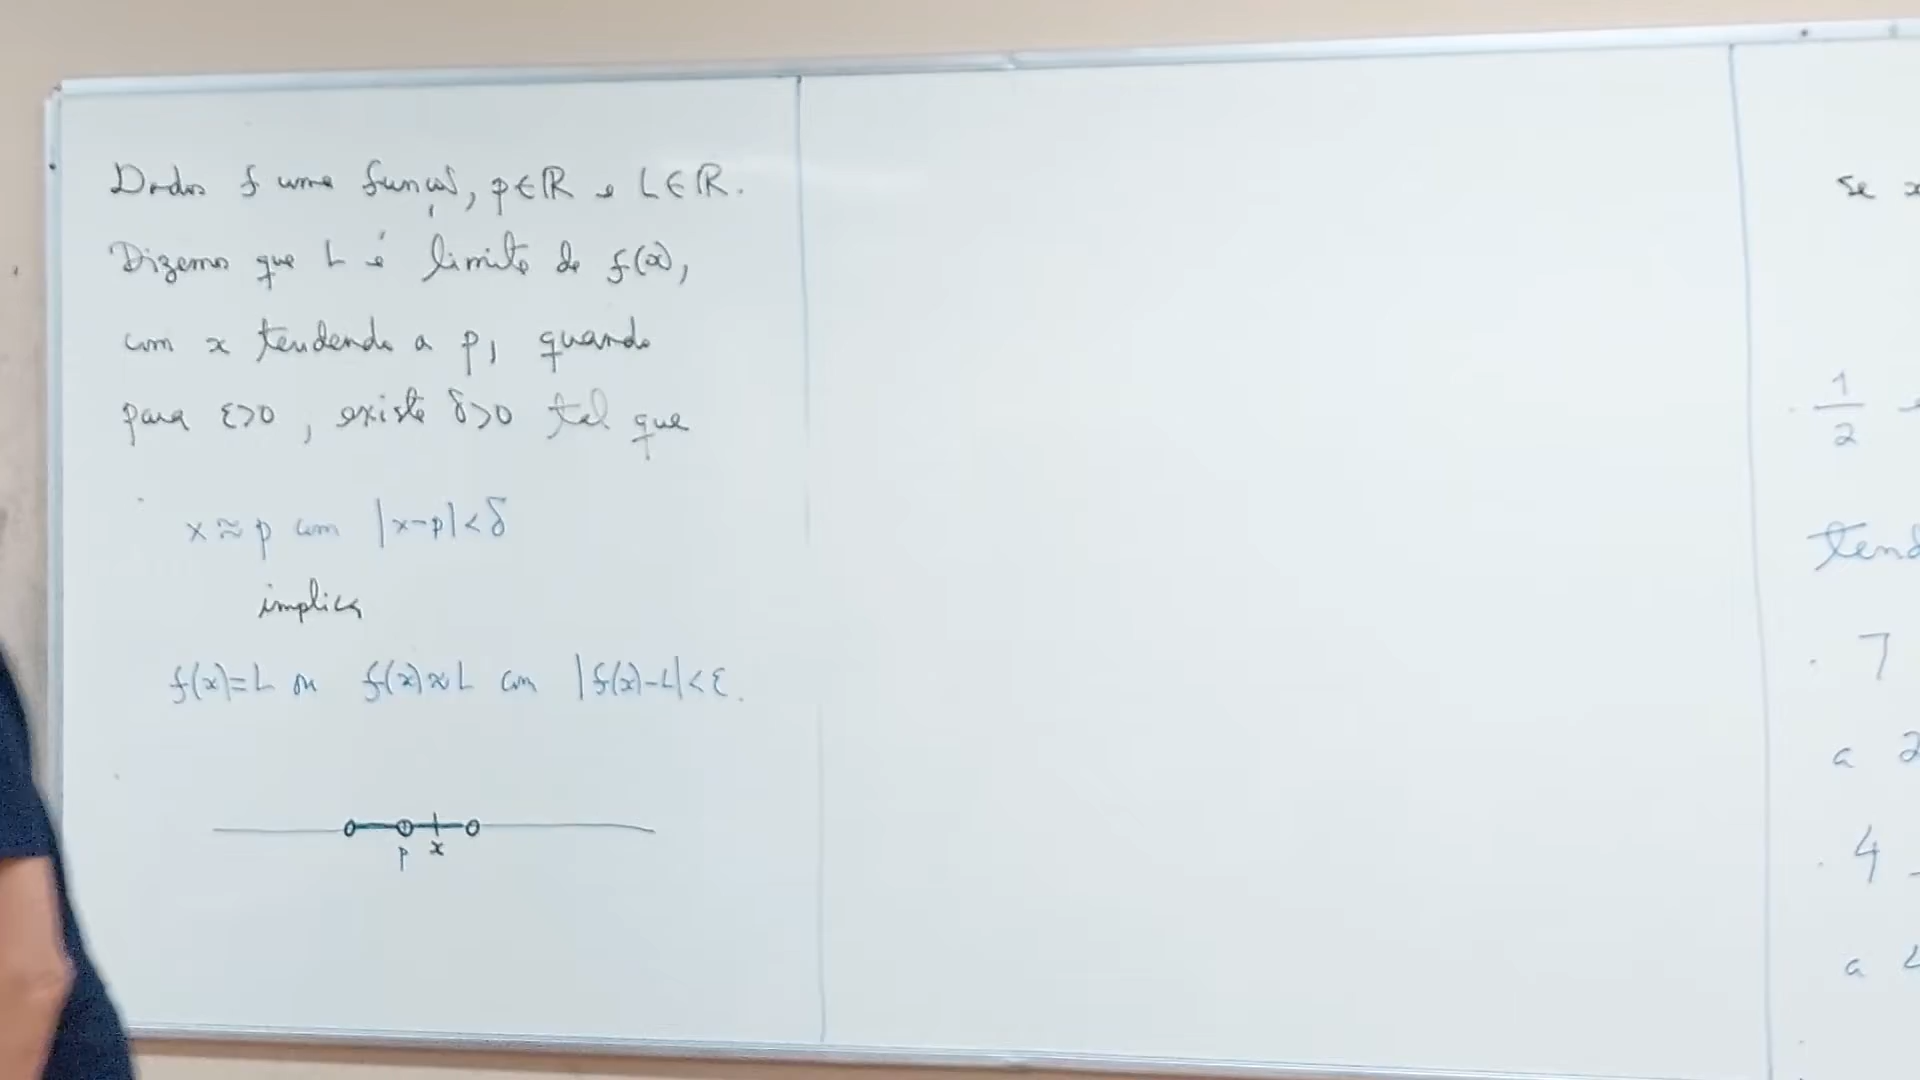 Dados f uma função, p∈ℝ e L∈ℝ.
Dizemos que L é limite de f(x),
com x tendendo a p, quando
para ε>0, existe δ>0 tal que
x≈p com |x-p|<δ
implica
f(x)=L ou f(x)≈L com |f(x)-L|<ε.
p x
se x
1/2
tend
7
a 2
4
a